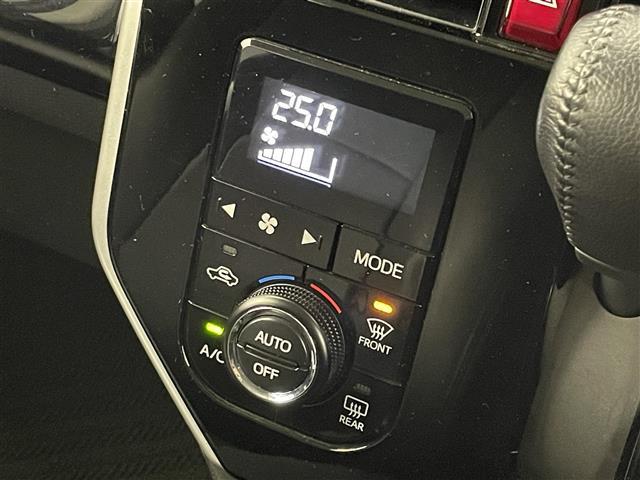 25.0
MODE
FRONT
AUTO
A/C
OFF
REAR